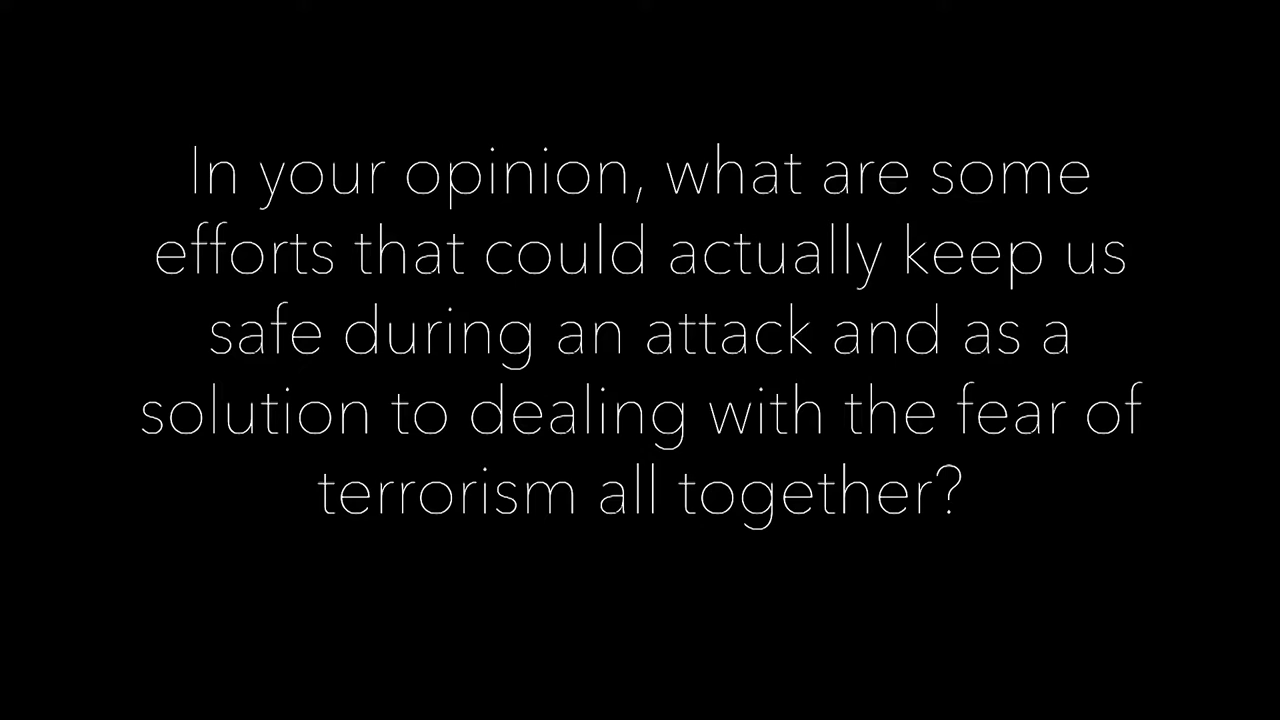 In your opinion, what are some
efforts that could actually keep us
safe during an attack and as a
solution to dealing with the fear of
terrorism all together?